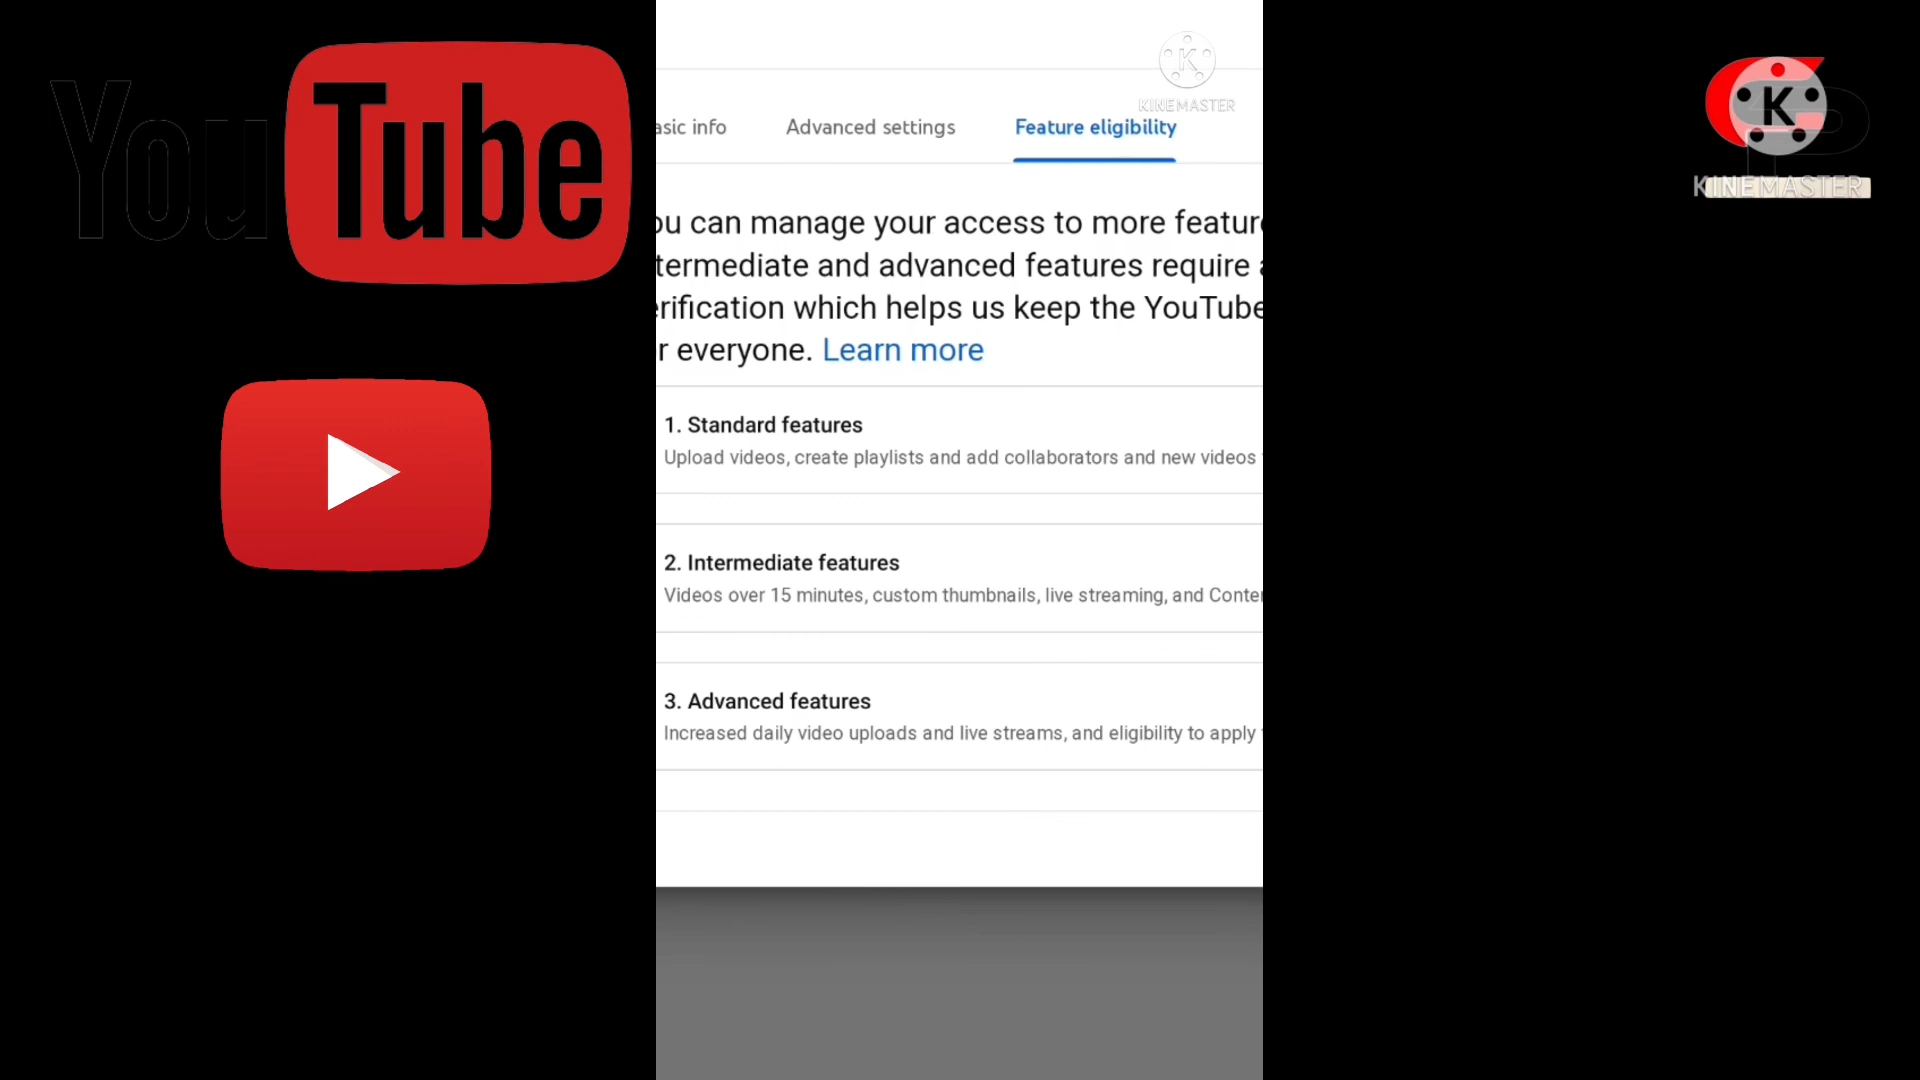 YouTube
KINEMASTER
KINEMASTER
asic info Advanced settings Feature eligibility
ou can manage your access to more feature
termediate and advanced features require a
erification which helps us keep the YouTube
r everyone. Learn more
1. Standard features
Upload videos, create playlists and add collaborators and new videos
2. Intermediate features
Videos over 15 minutes, custom thumbnails, live streaming, and Conte
3. Advanced features
Increased daily video uploads and live streams, and eligibility to apply